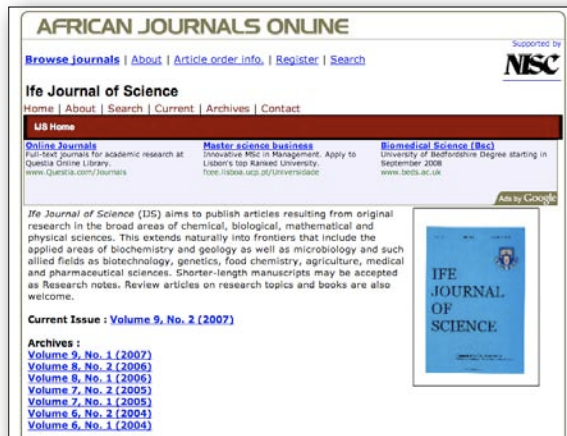 AFRICAN JOURNALS ONLINE
Supported by
Browse journals | About | Article order info. | Register | Search
NISC
Ife Journal of Science
Home | About | Search | Current | Archives | Contact
IJS Home
Online Journals
Full-text journals for academic research at
Questia Online Library.
www.Questia.com/Journals
Master science business
Innovative MSc in Management. Apply to
Lisbon's top Ranked University.
fcee.lisboa.ucp.pt/Universidade
Biomedical Science (Bsc)
University of Bedfordshire Degree starting in
September 2008
www.beds.ac.uk
Ads by Google
Ife Journal of Science (IJS) aims to publish articles resulting from original
research in the broad areas of chemical, biological, mathematical and
physical sciences. This extends naturally into frontiers that include the
applied areas of biochemistry and geology as well as microbiology and such
allied fields as biotechnology, genetics, food chemistry, agriculture, medical
and pharmaceutical sciences. Shorter-length manuscripts may be accepted
as Research notes. Review articles on research topics and books are also
welcome.
IFE
JOURNAL
OF
SCIENCE
Current Issue : Volume 9, No. 2 (2007)
Archives :
Volume 9, No. 1 (2007)
Volume 8, No. 2 (2006)
Volume 8, No. 1 (2006)
Volume 7, No. 2 (2005)
Volume 7, No. 1 (2005)
Volume 6, No. 2 (2004)
Volume 6, No. 1 (2004)